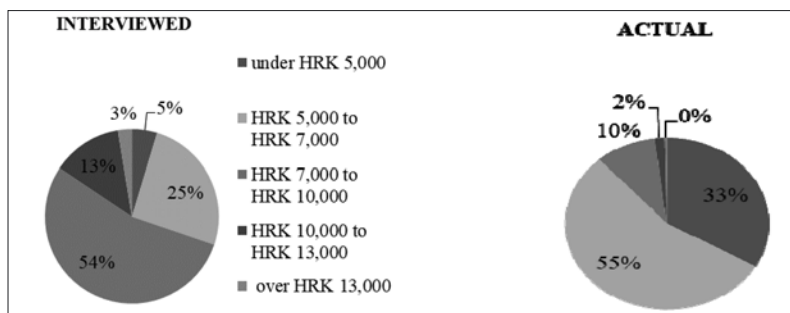 INTERVIEWED
3%
5%
13%
25%
54%
under HRK 5,000
HRK 5,000 to
HRK 7,000
HRK 7,000 to
HRK 10,000
HRK 10,000 to
HRK 13,000
over HRK 13,000
ACTUAL
2%
0%
10%
33%
55%